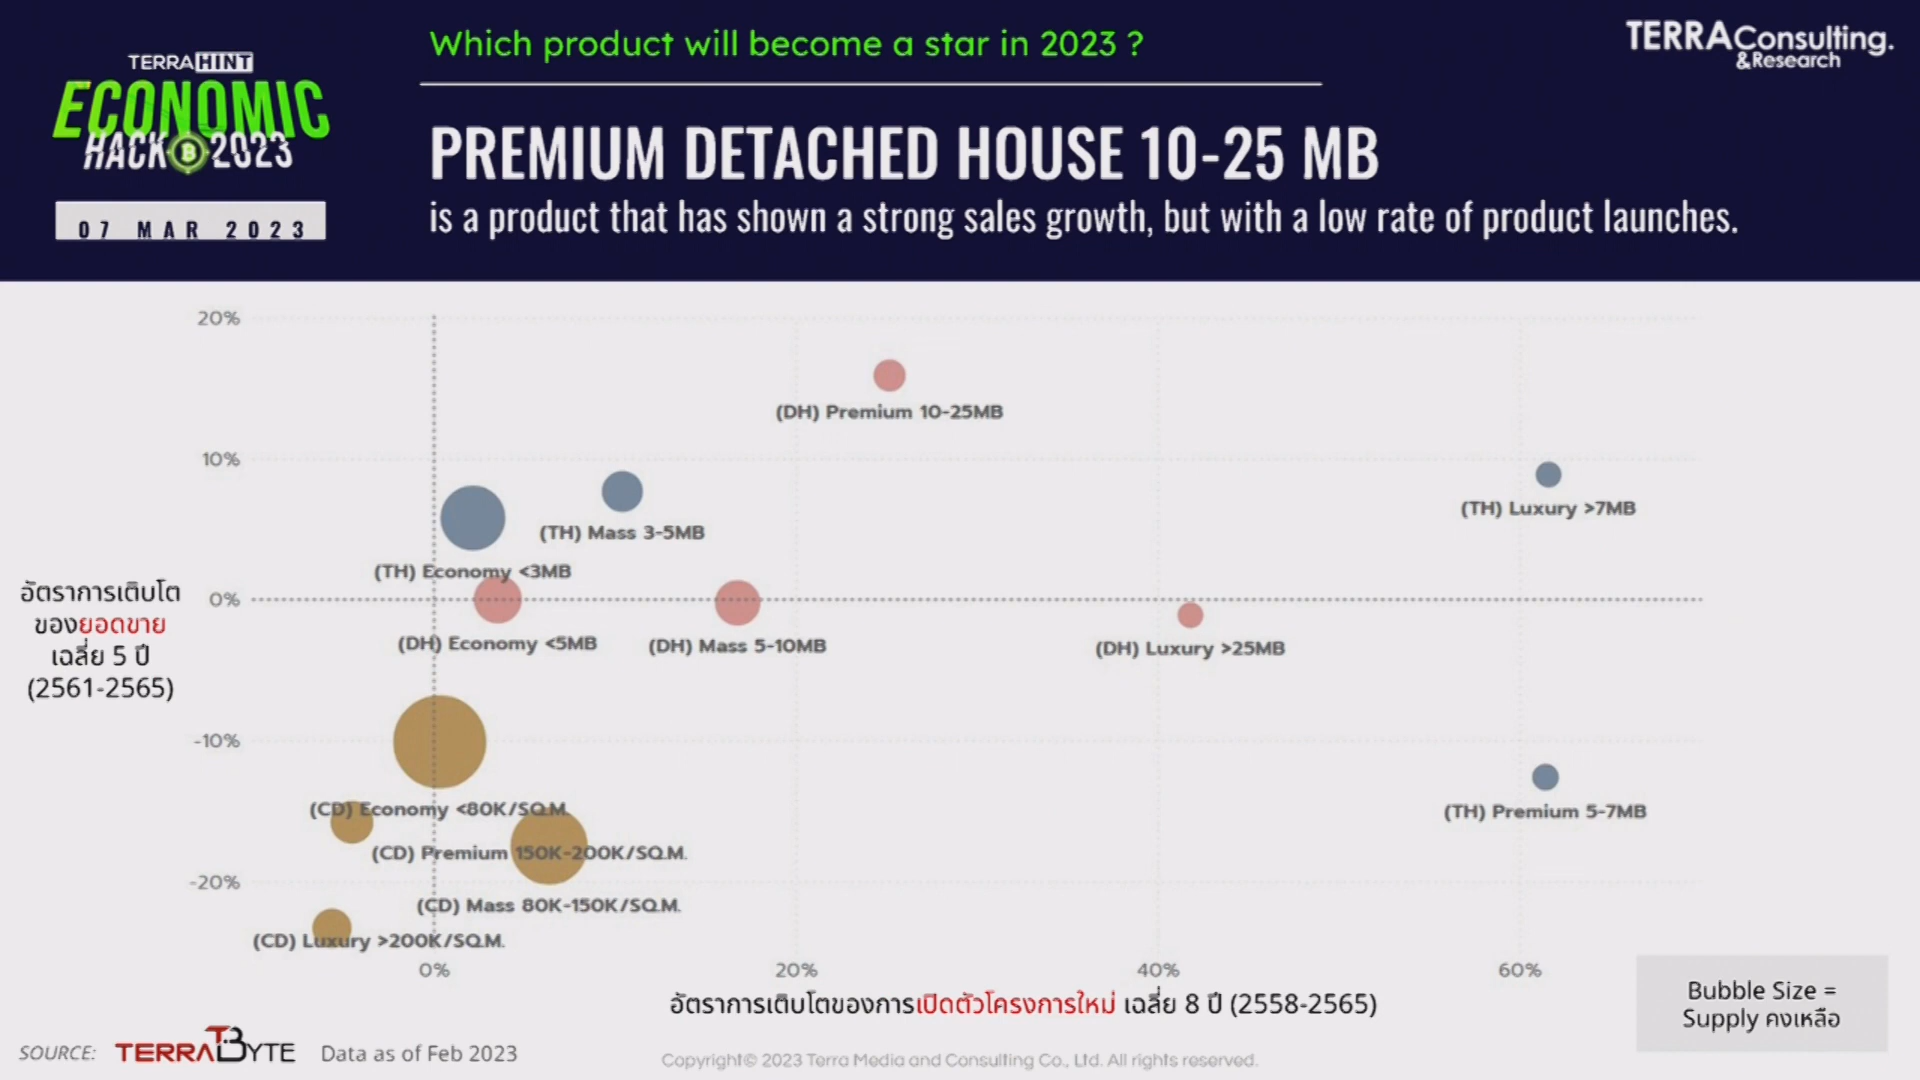 TERRAHINT
ECONOMIC
HACK 2023
07 MAR 2023
Which product will become a star in 2023 ?
TERRA Consulting.
&Research
PREMIUM DETACHED HOUSE 10-25 MB
is a product that has shown a strong sales growth, but with a low rate of product launches.
20%
10%
0%
-10%
-20%
(DH) Premium 10-25MB
(TH) Luxury >7MB
(TH) Mass 3-5MB
(TH) Economy <3MB
(DH) Economy <5MB
(DH) Mass 5-10MB
(DH) Luxury >25MB
อัตราการเติบโต
ของยอดขาย
เฉลี่ย 5 ปี
(2561-2565)
(CD) Economy <80K/SQ.M.
(TH) Premium 5-7MB
(CD) Premium 150K-200K/SQ.M.
(CD) Mass 80K-150K/SQ.M.
(CD) Luxury >200K/SQ.M.
0% 20% 40% 60%
อัตราการเติบโตของการเปิดตัวโครงการใหม่ เฉลี่ย 8 ปี (2558-2565)
Bubble Size =
Supply คงเหลือ
SOURCE: TERRABYTE Data as of Feb 2023
Copyright© 2023 Terra Media and Consulting Co., Ltd. All rights reserved.